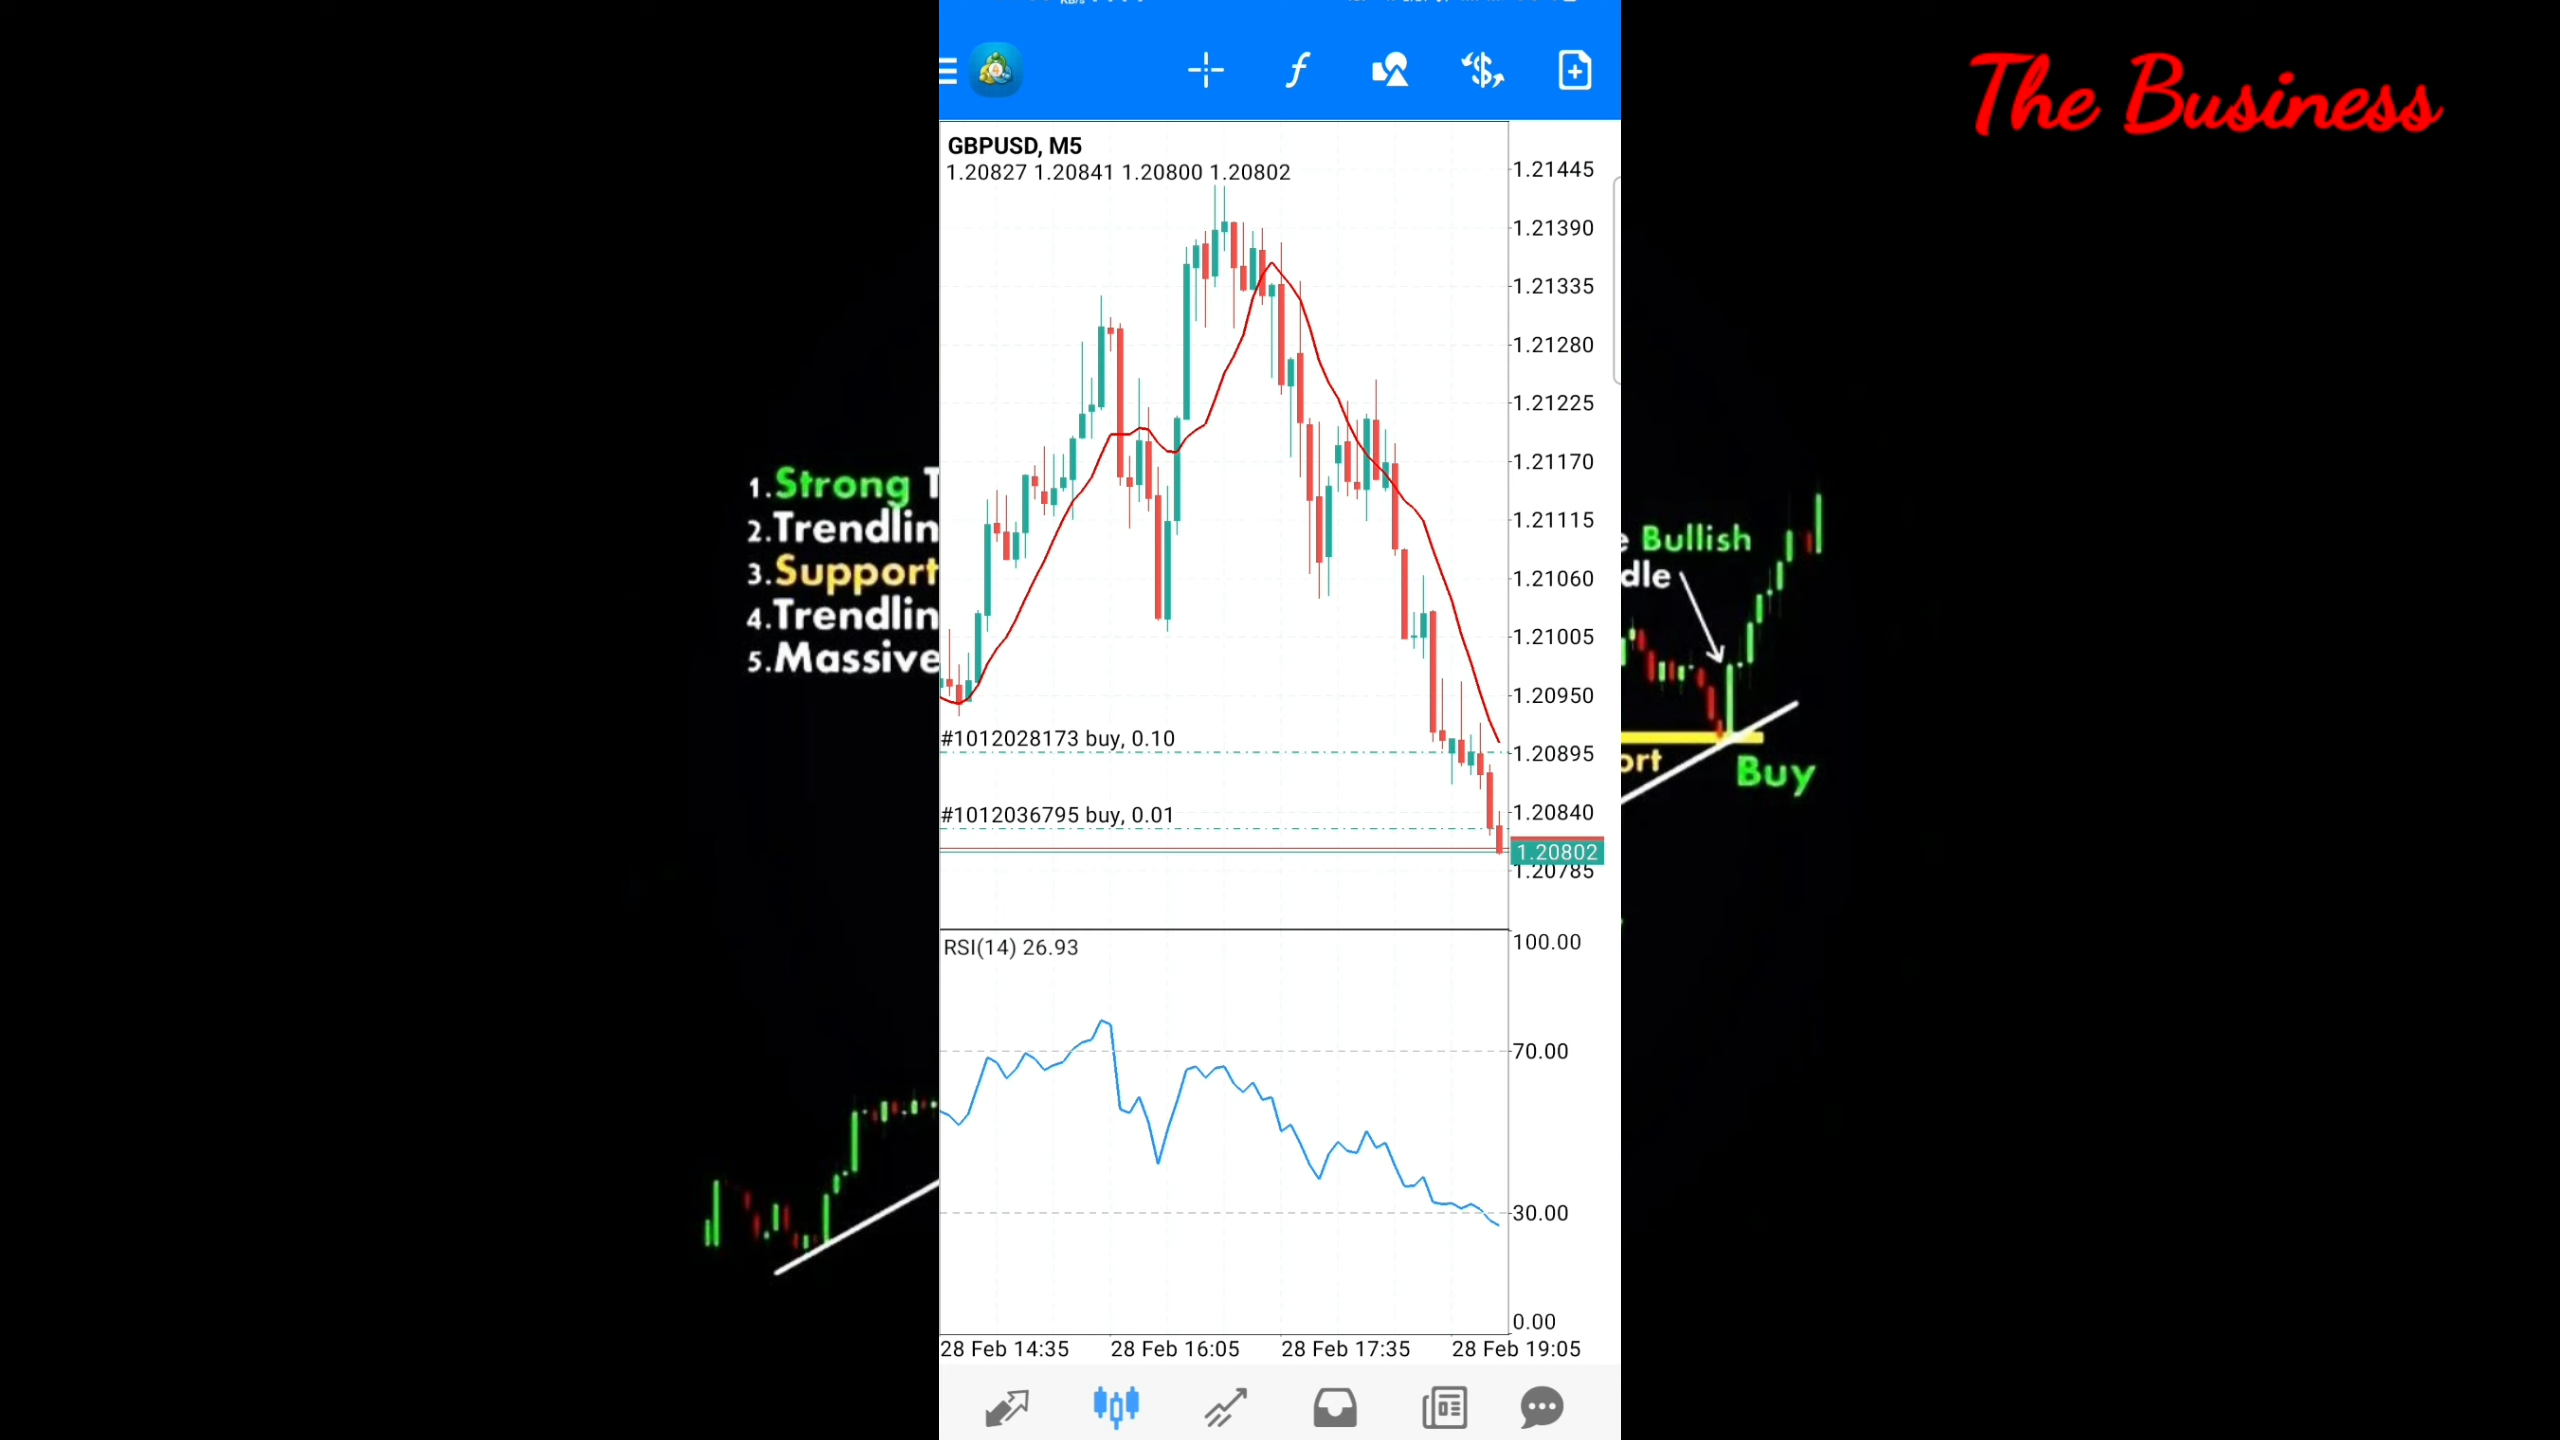 The Business
GBPUSD, M5
1.20827 1.20841 1.20800 1.20802
1.21445
1.21390
1.21335
1.21280
1.21225
1.21170
1.21115
1.21060
1.21005
1.20950
1.20895
1.20840
1.20802
1.20785
#1012028173 buy, 0.10
#1012036795 buy, 0.01
RSI(14) 26.93
100.00
70.00
30.00
0.00
28 Feb 14:35 28 Feb 16:05 28 Feb 17:35 28 Feb 19:05
1.Strong T
2.Trendlin
3.Support
4.Trendlin
5.Massive
Bullish
dle
ort
Buy